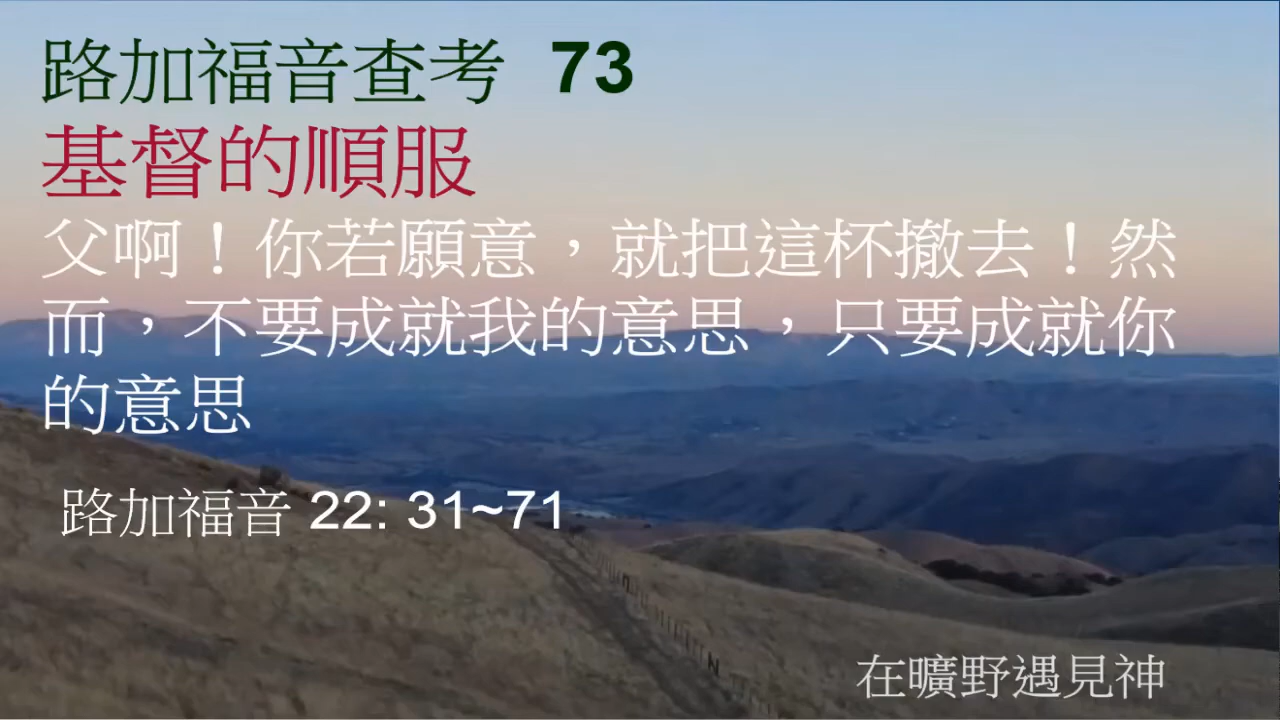 路加福音查考 73
基督的順服
父啊！你若願意，就把這杯撤去！然
而，不要成就我的意思，只要成就你
的意思
路加福音 22: 31~71
在曠野遇見神